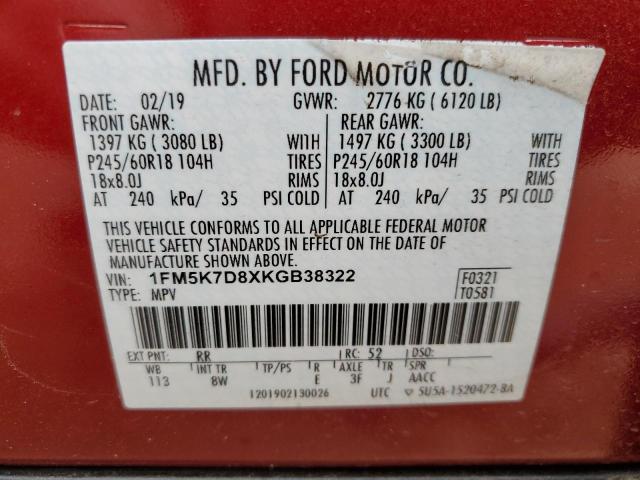 MFD. BY FORD MOTOR CO.
DATE: 02/19 GVWR: 2776 KG ( 6120 LB)
FRONT GAWR: REAR GAWR:
1397 KG ( 3080 LB) WITH 1497 KG ( 3300 LB) WITH
P245/60R18 104H TIRES P245/60R18 104H TIRES
18x8.0J RIMS 18x8.0J RIMS
AT 240 kPa/ 35 PSI COLD AT 240 kPa/ 35 PSI COLD
THIS VEHICLE CONFORMS TO ALL APPLICABLE FEDERAL MOTOR
VEHICLE SAFETY STANDARDS IN EFFECT ON THE DATE OF
MANUFACTURE SHOWN ABOVE.
VIN: 1FM5K7D8XKGB38322 F0321
TYPE: MPV T0581
EXT PNT: RR RC: 52 DSO:
WB INT TR TP/PS R AXLE TR SPR
113 8W E 3F J AACC
1201902130026 UTC ▽ 5U5A-1520472-BA